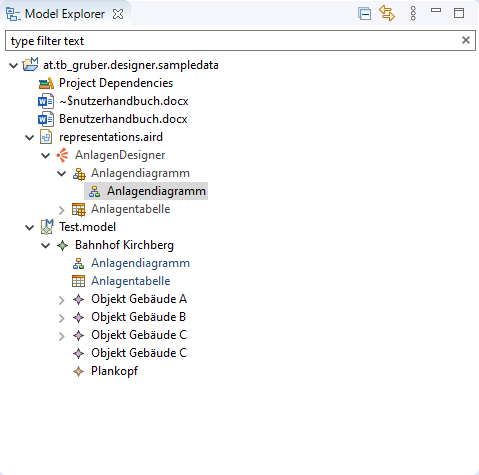 Model Explorer
type filter text
at.tb_gruber.designer.sampledata
Project Dependencies
~$nutzerhandbuch.docx
Benutzerhandbuch.docx
representations.aird
AnlagenDesigner
Anlagendiagramm
Anlagendiagramm
Anlagentabelle
Test.model
Bahnhof Kirchberg
Anlagendiagramm
Anlagentabelle
Objekt Gebäude A
Objekt Gebäude B
Objekt Gebäude C
Objekt Gebäude C
Plankopf